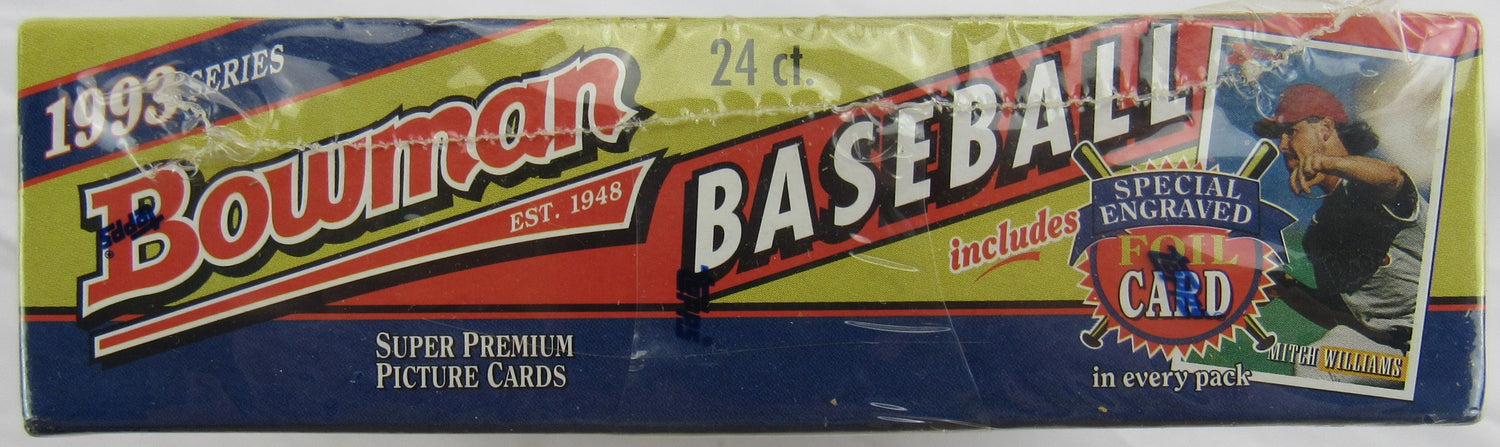 1993 SERIES
24 ct.
Bowman
®
EST. 1948
BASEBALL
includes
SPECIAL
ENGRAVED
FOIL
CARD
in every pack
MITCH WILLIAMS
SUPER PREMIUM
PICTURE CARDS
Topps